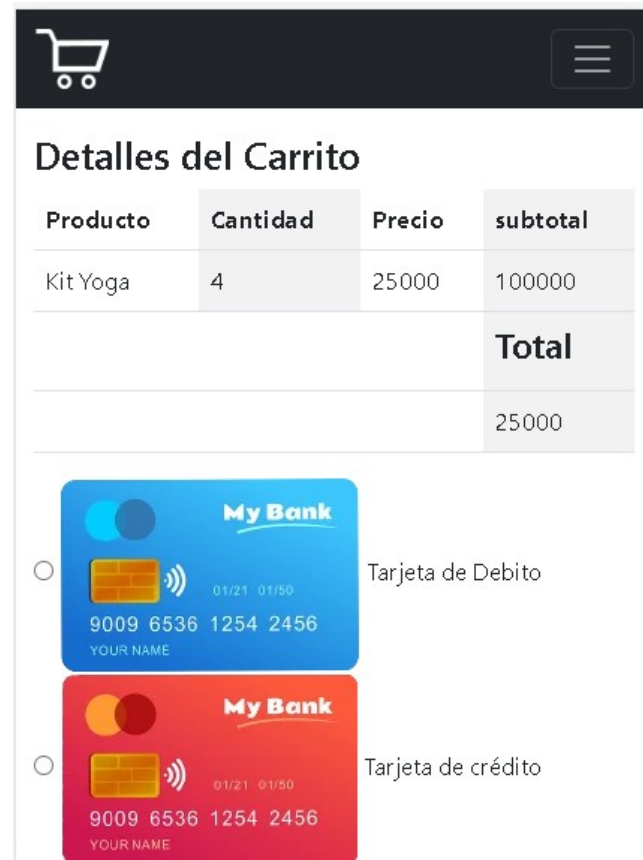 Detalles del Carrito
Producto Cantidad Precio subtotal
Kit Yoga 4 25000 100000
Total
25000
My Bank
01/21 01/50
9009 6536 1254 2456
YOUR NAME
Tarjeta de Debito
My Bank
01/21 01/50
9009 6536 1254 2456
YOUR NAME
Tarjeta de crédito